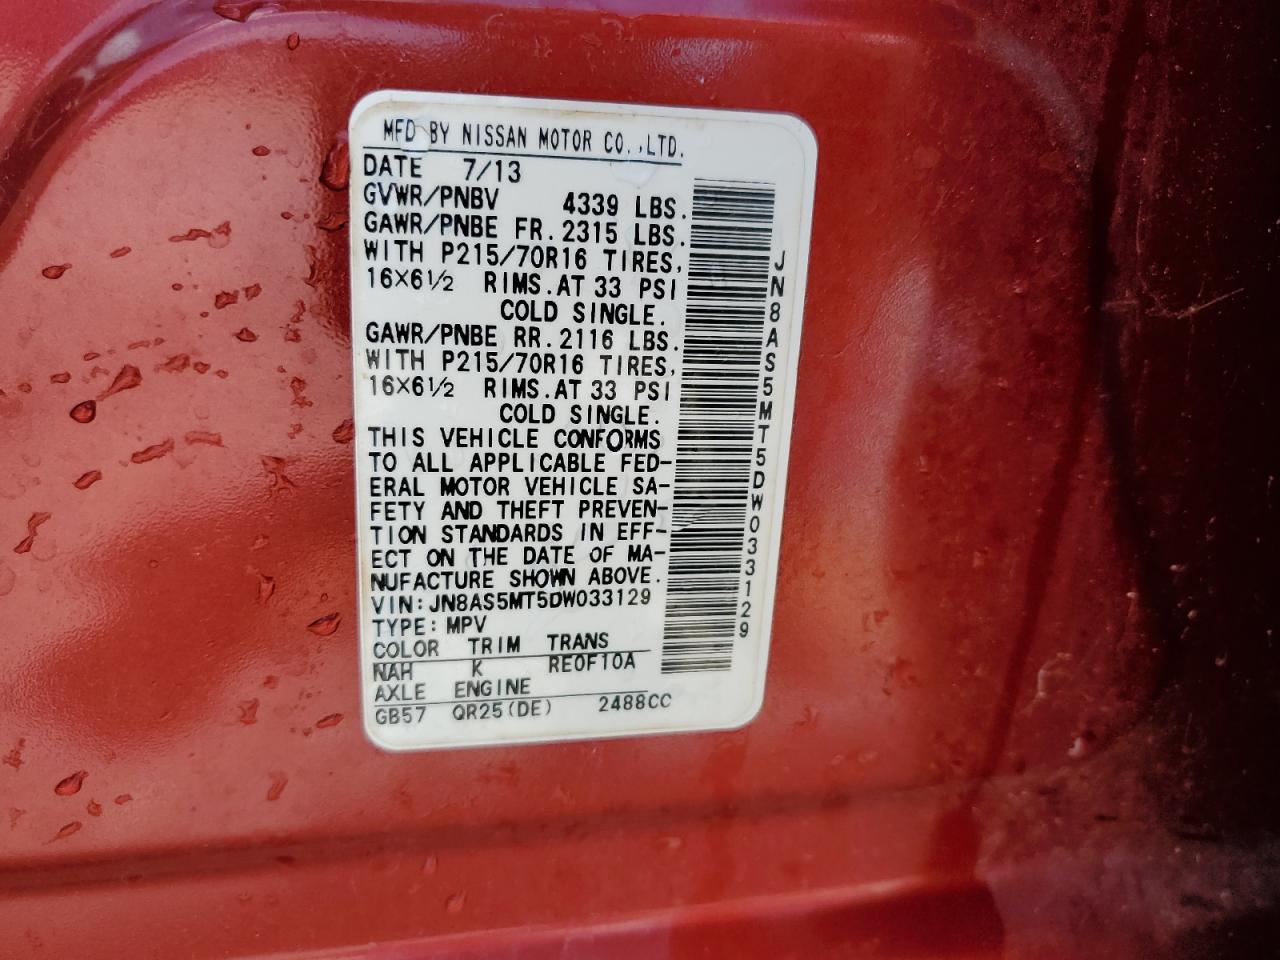 MFD BY NISSAN MOTOR CO.,LTD.
DATE 7/13
GVWR/PNBV 4339 LBS.
GAWR/PNBE FR. 2315 LBS.
WITH P215/70R16 TIRES,
16×6½ RIMS. AT 33 PSI
COLD SINGLE.
GAWR/PNBE RR. 2116 LBS.
WITH P215/70R16 TIRES,
16×6½ RIMS. AT 33 PSI
COLD SINGLE.
THIS VEHICLE CONFORMS
TO ALL APPLICABLE FED-
ERAL MOTOR VEHICLE SA-
FETY AND THEFT PREVEN-
TION STANDARDS IN EFF-
ECT ON THE DATE OF MA-
NUFACTURE SHOWN ABOVE.
VIN: JN8AS5MT5DW033129
TYPE: MPV
COLOR TRIM TRANS
NAH K RE0F10A
AXLE ENGINE
GB57 QR25(DE) 2488CC
JN8AS5MT5DW033129